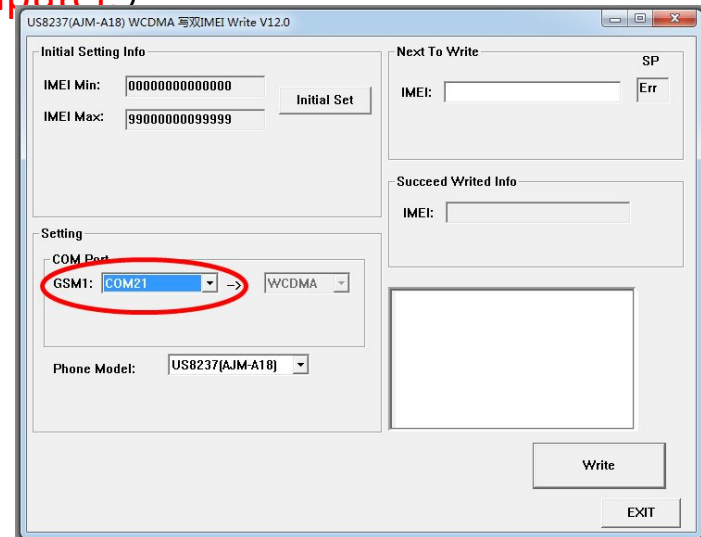 US8237(AJM-A18) WCDMA 写双IMEI Write V12.0
Initial Setting Info
IMEI Min: 00000000000000
Initial Set
IMEI Max: 99000000099999
Next To Write
SP
IMEI:
Err
Succeed Writed Info
IMEI:
Setting
COM Port
GSM1: COM21 -> WCDMA
Phone Model: US8237(AJM-A18)
Write
EXIT